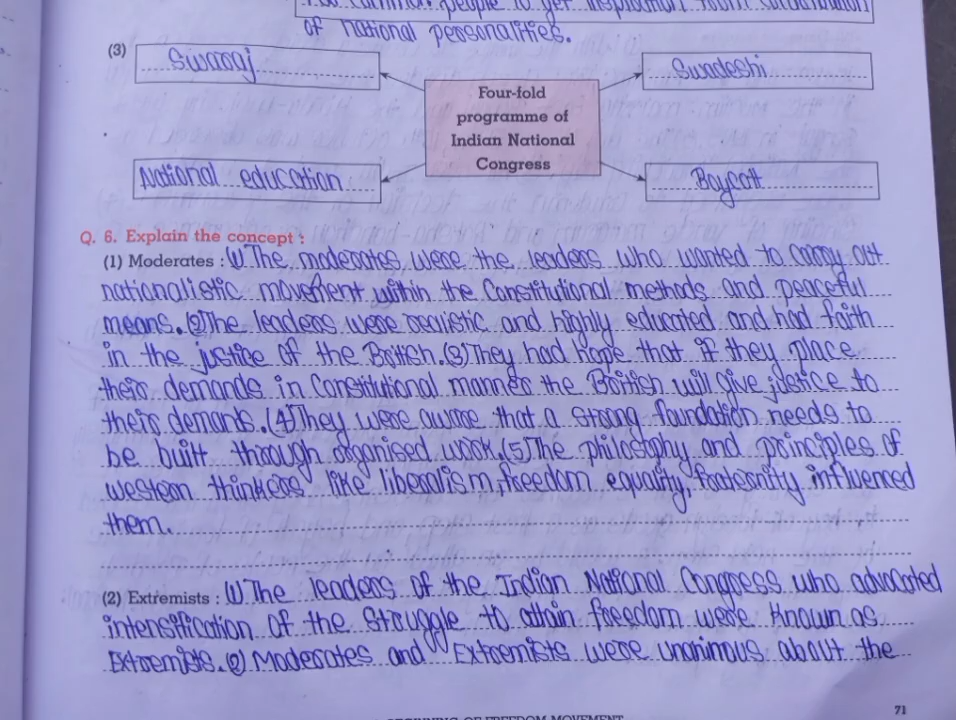 people to get inspiration from
of national personalities.
(3) Swaraj
Swadeshi
Four-fold
programme of
Indian National
Congress
National education
Boycott
Q. 6. Explain the concept :
(1) Moderates : (1) The moderates were the leaders who wanted to carry out
nationalistic movement within the Constitutional methods and peaceful
means. (2) The leaders were realistic and highly educated and had faith
in the justice of the British. (3) They had hope that if they place
their demands in Constitutional manner the British will give justice to
their demands. (4) They were aware that a strong foundation needs to
be built through organised work. (5) The philosophy and principles of
western thinkers like liberalism, freedom, equality, fraternity influenced
them.
(2) Extremists : (1) The leaders of the Indian National Congress who advocated
intensification of the struggle to attain freedom were known as
Extremists. (2) Moderates and Extremists were unanimous about the
71